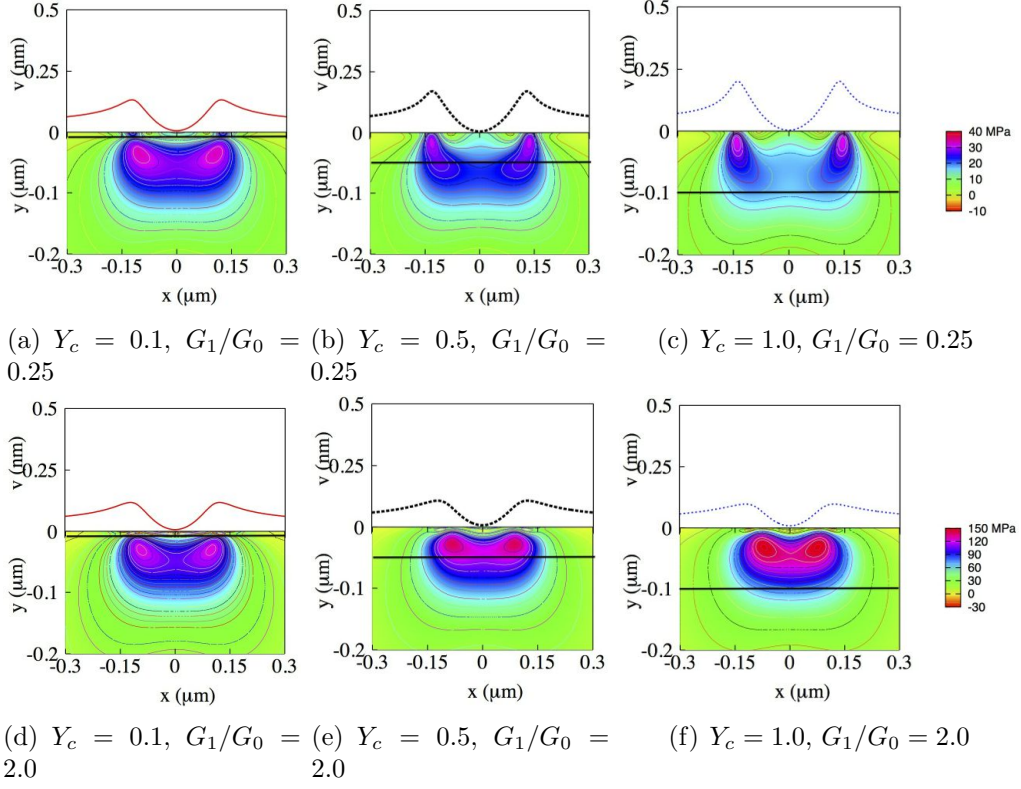 0.5 0.5 0.5
v (nm) v (nm) v (nm)
0.25 0.25 0.25
0 0 0
40 MPa
30
20
10
0
-10
y (μm) y (μm) y (μm)
-0.1 -0.1 -0.1
-0.2 -0.2 -0.2
-0.3 -0.15 0 0.15 0.3 -0.3 -0.15 0 0.15 0.3 -0.3 -0.15 0 0.15 0.3
x (μm) x (μm) x (μm)
(a) Y_c = 0.1, G_1/G_0 = (b) Y_c = 0.5, G_1/G_0 = (c) Y_c = 1.0, G_1/G_0 = 0.25
0.25 0.25
0.5 0.5 0.5
v (nm) v (nm) v (nm)
0.25 0.25 0.25
0 0 0
150 MPa
120
90
60
30
0
-30
y (μm) y (μm) y (μm)
-0.1 -0.1 -0.1
-0.2 -0.2 -0.2
-0.3 -0.15 0 0.15 0.3 -0.3 -0.15 0 0.15 0.3 -0.3 -0.15 0 0.15 0.3
x (μm) x (μm) x (μm)
(d) Y_c = 0.1, G_1/G_0 = (e) Y_c = 0.5, G_1/G_0 = (f) Y_c = 1.0, G_1/G_0 = 2.0
2.0 2.0